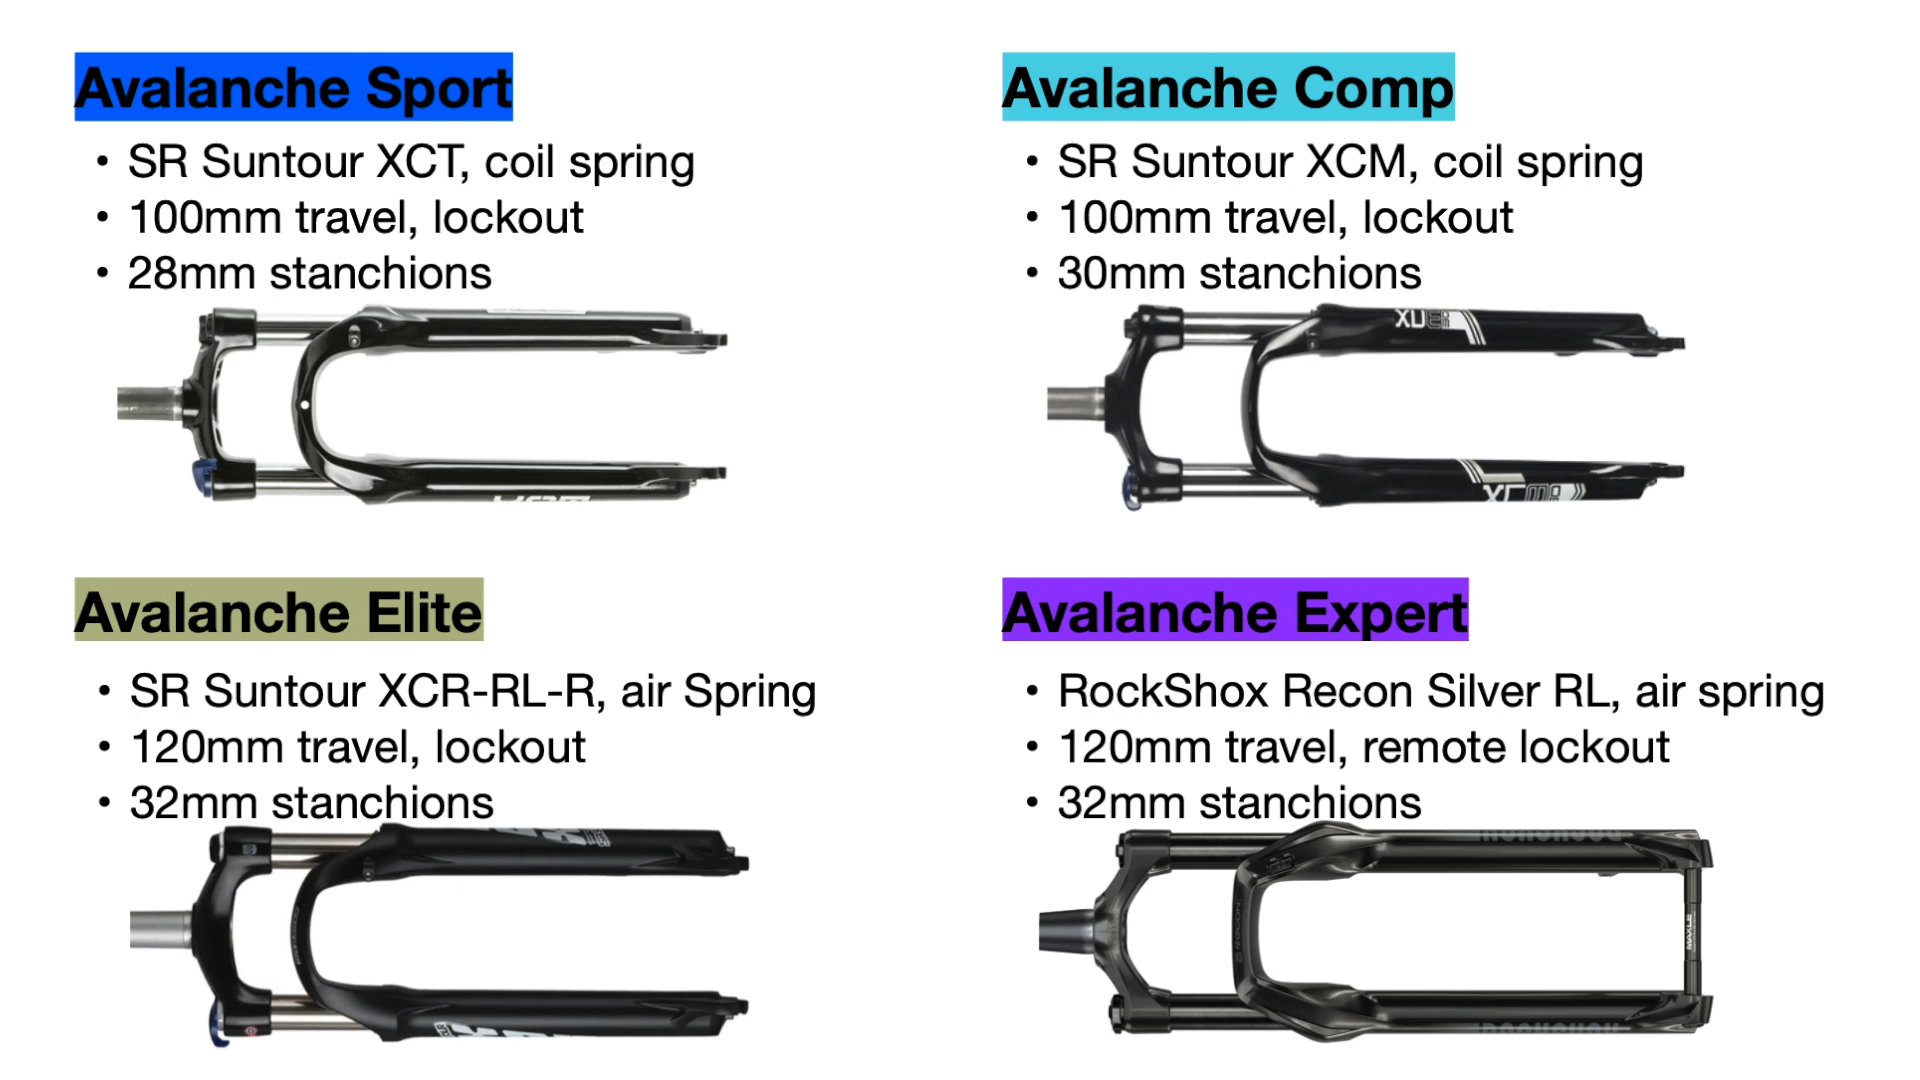 Avalanche Sport
• SR Suntour XCT, coil spring
• 100mm travel, lockout
• 28mm stanchions
Avalanche Comp
• SR Suntour XCM, coil spring
• 100mm travel, lockout
• 30mm stanchions
Avalanche Elite
• SR Suntour XCR-RL-R, air Spring
• 120mm travel, lockout
• 32mm stanchions
Avalanche Expert
• RockShox Recon Silver RL, air spring
• 120mm travel, remote lockout
• 32mm stanchions
RECON
MAXLE